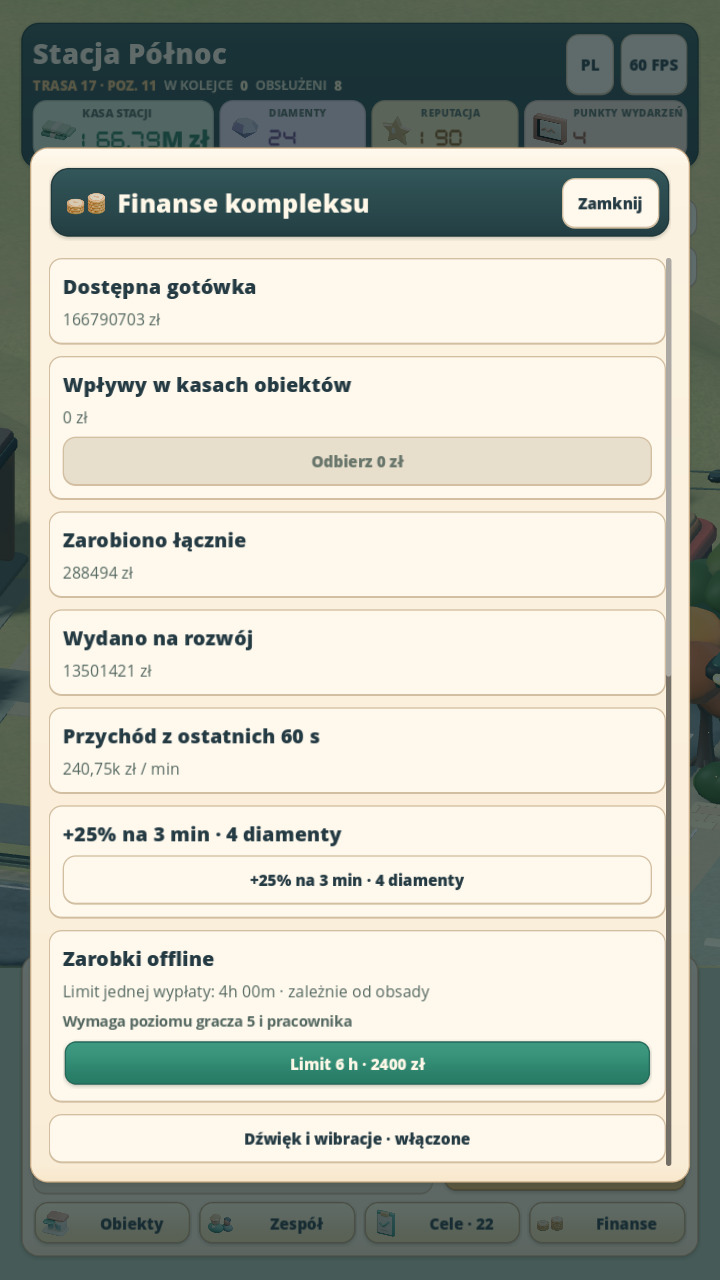 Stacja Północ
PL
60 FPS
TRASA 17 · POZ. 11 W KOLEJCE 0 OBSŁUŻENI 8
KASA STACJI
166.79M zł
DIAMENTY
24
REPUTACJA
190
PUNKTY WYDARZEŃ
4
Finanse kompleksu
Zamknij
Dostępna gotówka
166790703 zł
Wpływy w kasach obiektów
0 zł
Odbierz 0 zł
Zarobiono łącznie
288494 zł
Wydano na rozwój
13501421 zł
Przychód z ostatnich 60 s
240,75k zł / min
+25% na 3 min · 4 diamenty
+25% na 3 min · 4 diamenty
Zarobki offline
Limit jednej wypłaty: 4h 00m · zależnie od obsady
Wymaga poziomu gracza 5 i pracownika
Limit 6 h · 2400 zł
Dźwięk i wibracje · włączone
Obiekty
Zespół
Cele · 22
Finanse